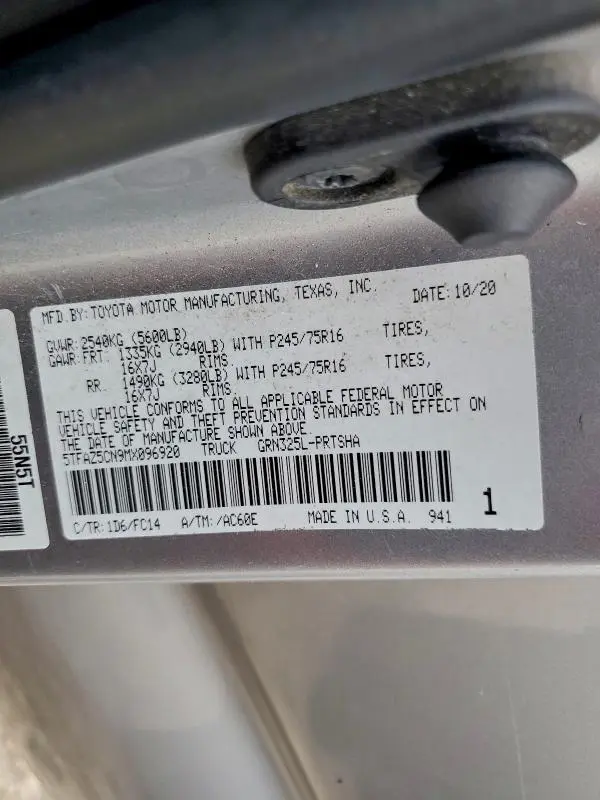 MFD.BY:TOYOTA MOTOR MANUFACTURING, TEXAS, INC. DATE:10/20
GVWR:2540KG (5600LB)
GAWR:FRT. 1335KG (2940LB) WITH P245/75R16 TIRES,
16X7J RIMS
RR. 1490KG (3280LB) WITH P245/75R16 TIRES,
16X7J RIMS
THIS VEHICLE CONFORMS TO ALL APPLICABLE FEDERAL MOTOR
VEHICLE SAFETY AND THEFT PREVENTION STANDARDS IN EFFECT ON
THE DATE OF MANUFACTURE SHOWN ABOVE.
5TFAZ5CN9MX096920 TRUCK GRN325L-PRTSHA
C/TR:1D6/FC14 A/TM:/AC60E MADE IN U.S.A. 941 1
55N5T